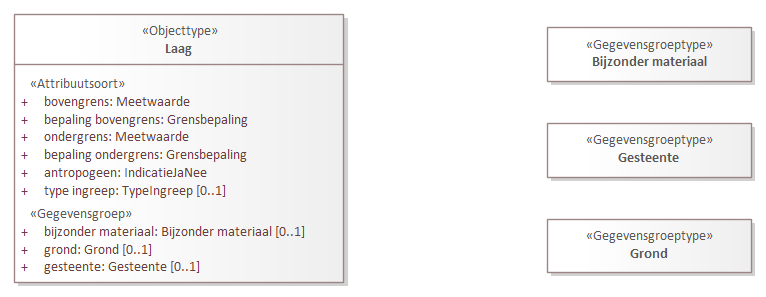 «Objecttype»
Laag
«Attribuutsoort»
+ bovengrens: Meetwaarde
+ bepaling bovengrens: Grensbepaling
+ ondergrens: Meetwaarde
+ bepaling ondergrens: Grensbepaling
+ antropogeen: IndicatieJaNee
+ type ingreep: TypeIngreep [0..1]
«Gegevensgroep»
+ bijzonder materiaal: Bijzonder materiaal [0..1]
+ grond: Grond [0..1]
+ gesteente: Gesteente [0..1]
«Gegevensgroeptype»
Bijzonder materiaal
«Gegevensgroeptype»
Gesteente
«Gegevensgroeptype»
Grond